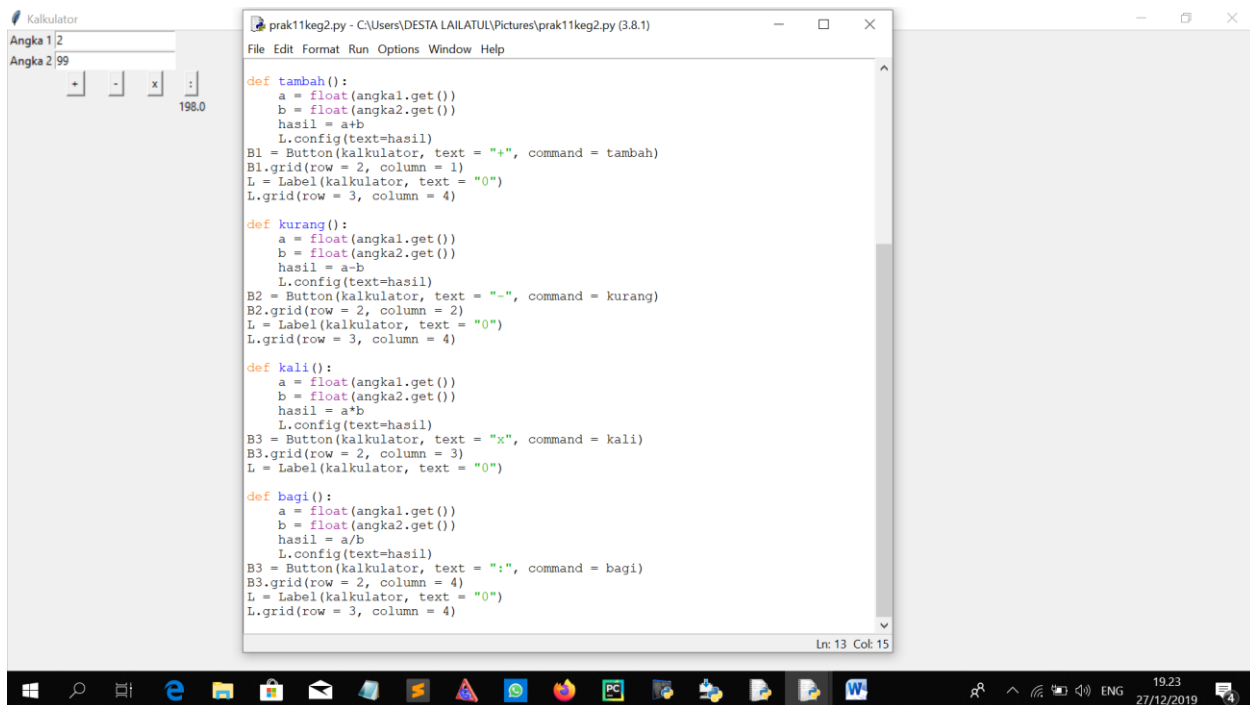 Kalkulator
Angka 1 2
Angka 2 99
+ - x :
198.0
prak11keg2.py - C:\Users\DESTA LAILATUL\Pictures\prak11keg2.py (3.8.1)
File Edit Format Run Options Window Help
def tambah():
    a = float(angka1.get())
    b = float(angka2.get())
    hasil = a+b
    L.config(text=hasil)
B1 = Button(kalkulator, text = "+", command = tambah)
B1.grid(row = 2, column = 1)
L = Label(kalkulator, text = "0")
L.grid(row = 3, column = 4)
def kurang():
    a = float(angka1.get())
    b = float(angka2.get())
    hasil = a-b
    L.config(text=hasil)
B2 = Button(kalkulator, text = "-", command = kurang)
B2.grid(row = 2, column = 2)
L = Label(kalkulator, text = "0")
L.grid(row = 3, column = 4)
def kali():
    a = float(angka1.get())
    b = float(angka2.get())
    hasil = a*b
    L.config(text=hasil)
B3 = Button(kalkulator, text = "x", command = kali)
B3.grid(row = 2, column = 3)
L = Label(kalkulator, text = "0")
def bagi():
    a = float(angka1.get())
    b = float(angka2.get())
    hasil = a/b
    L.config(text=hasil)
B3 = Button(kalkulator, text = ":", command = bagi)
B3.grid(row = 2, column = 4)
L = Label(kalkulator, text = "0")
L.grid(row = 3, column = 4)
Ln: 13 Col: 15
PC
W
ENG
19.23
27/12/2019
4